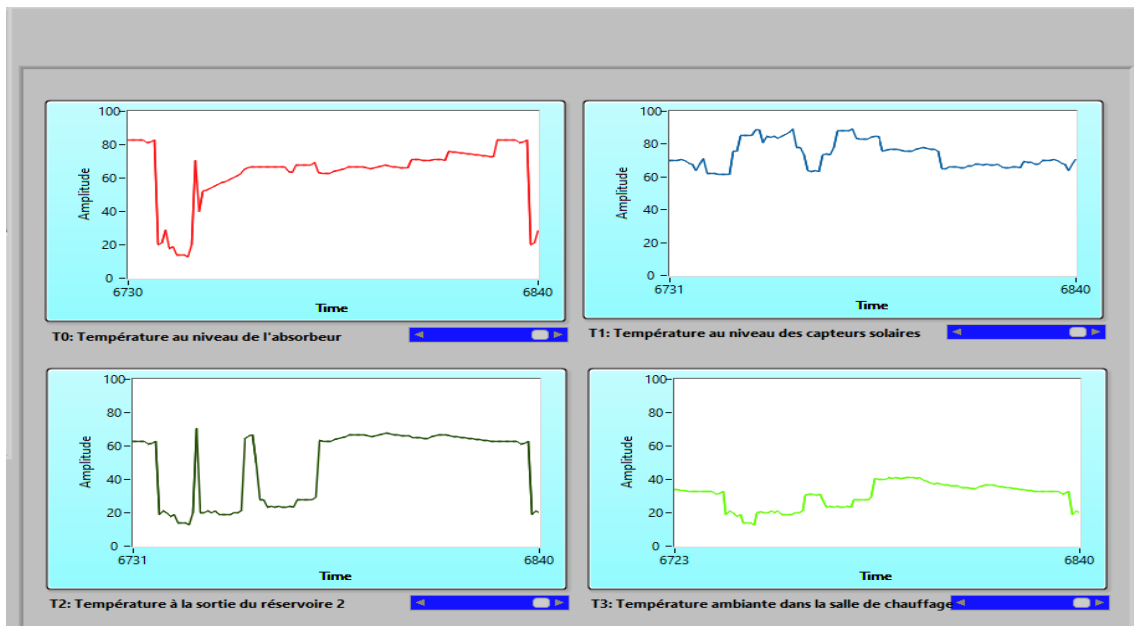 100
80
60
40
20
0
Amplitude
6730
6840
Time
T0: Température au niveau de l'absorbeur
100
80
60
40
20
0
Amplitude
6731
6840
Time
T1: Température au niveau des capteurs solaires
100
80
60
40
20
0
Amplitude
6731
6840
Time
T2: Température à la sortie du réservoire 2
100
80
60
40
20
0
Amplitude
6723
6840
Time
T3: Température ambiante dans la salle de chauffage